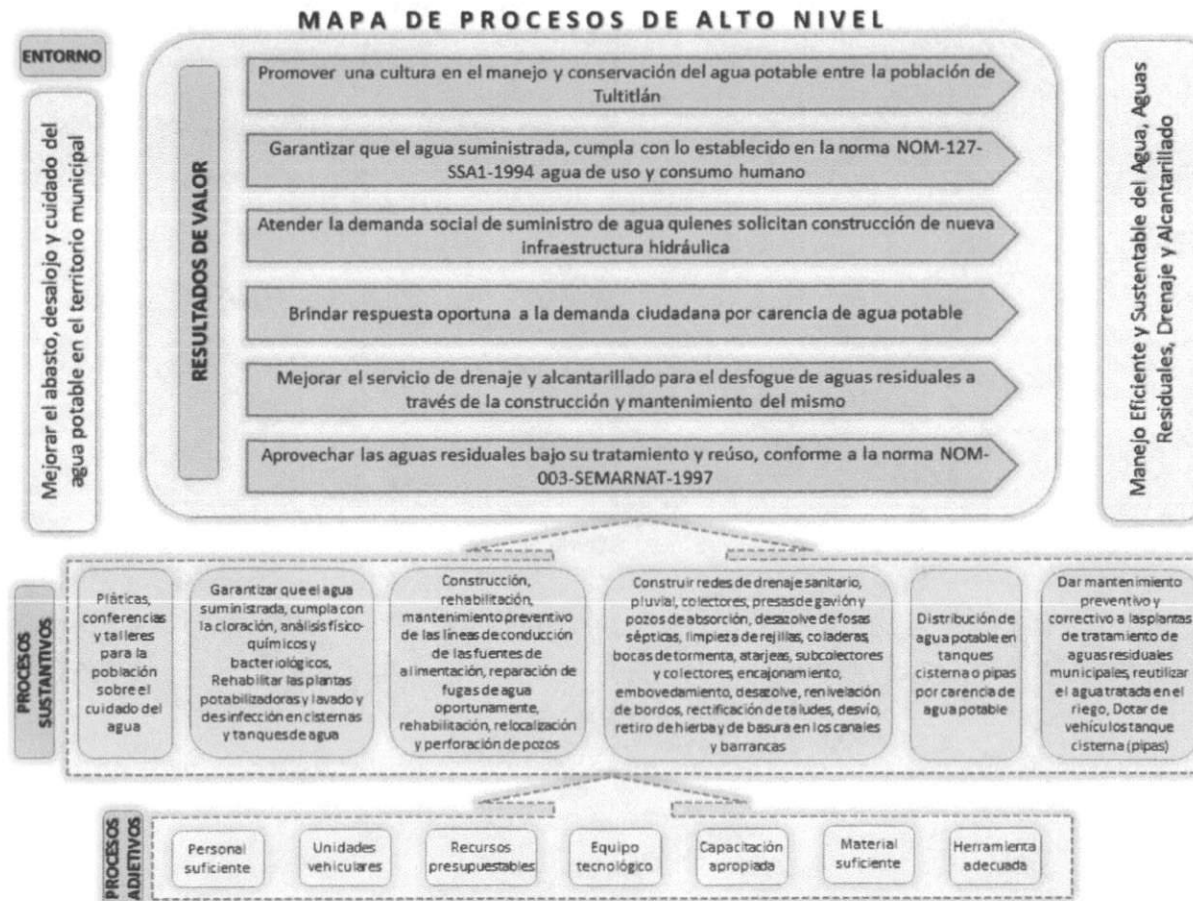 MAPA DE PROCESOS DE ALTO NIVEL
ENTORNO
Mejorar el abasto, desalojo y cuidado del
agua potable en el territorio municipal
RESULTADOS DE VALOR
Promover una cultura en el manejo y conservación del agua potable entre la población de
Tultitlán
Garantizar que el agua suministrada, cumpla con lo establecido en la norma NOM-127-
SSA1-1994 agua de uso y consumo humano
Atender la demanda social de suministro de agua quienes solicitan construcción de nueva
infraestructura hidráulica
Brindar respuesta oportuna a la demanda ciudadana por carencia de agua potable
Mejorar el servicio de drenaje y alcantarillado para el desfogue de aguas residuales a
través de la construcción y mantenimiento del mismo
Aprovechar las aguas residuales bajo su tratamiento y reúso, conforme a la norma NOM-
003-SEMARNAT-1997
Manejo Eficiente y Sustentable del Agua, Aguas
Residuales, Drenaje y Alcantarillado
PROCESOS
SUSTANTIVOS
Pláticas,
conferencias
y talleres
para la
población
sobre el
cuidado del
agua
Garantizar que el agua
suministrada, cumpla con
la cloración, análisis físico-
químicos y
bacteriológicos,
Rehabilitar las plantas
potabilizadoras y lavado y
desinfección en cisternas
y tanques de agua
Construcción,
rehabilitación,
mantenimiento preventivo
de las líneas de conducción
de las fuentes de
alimentación, reparación de
fugas de agua
oportunamente,
rehabilitación, relocalización
y perforación de pozos
Construir redes de drenaje sanitario,
pluvial, colectores, presas de gavión y
pozos de absorción, desazolve de fosas
sépticas, limpieza de rejillas, coladeras,
bocas de tormenta, atarjeas, subcolectores
y colectores, encajonamiento,
embovedamiento, desazolve, renivelación
de bordos, rectificación de taludes, desvío,
retiro de hierba y de basura en los canales
y barrancas
Distribución de
agua potable en
tanques
cisterna o pipas
por carencia de
agua potable
Dar mantenimiento
preventivo y
correctivo a las plantas
de tratamiento de
aguas residuales
municipales, reutilizar
el agua tratada en el
riego, Dotar de
vehículos tanque
cisterna (pipas)
PROCESOS
ADJETIVOS
Personal
suficiente
Unidades
vehiculares
Recursos
presupuestables
Equipo
tecnológico
Capacitación
apropiada
Material
suficiente
Herramienta
adecuada